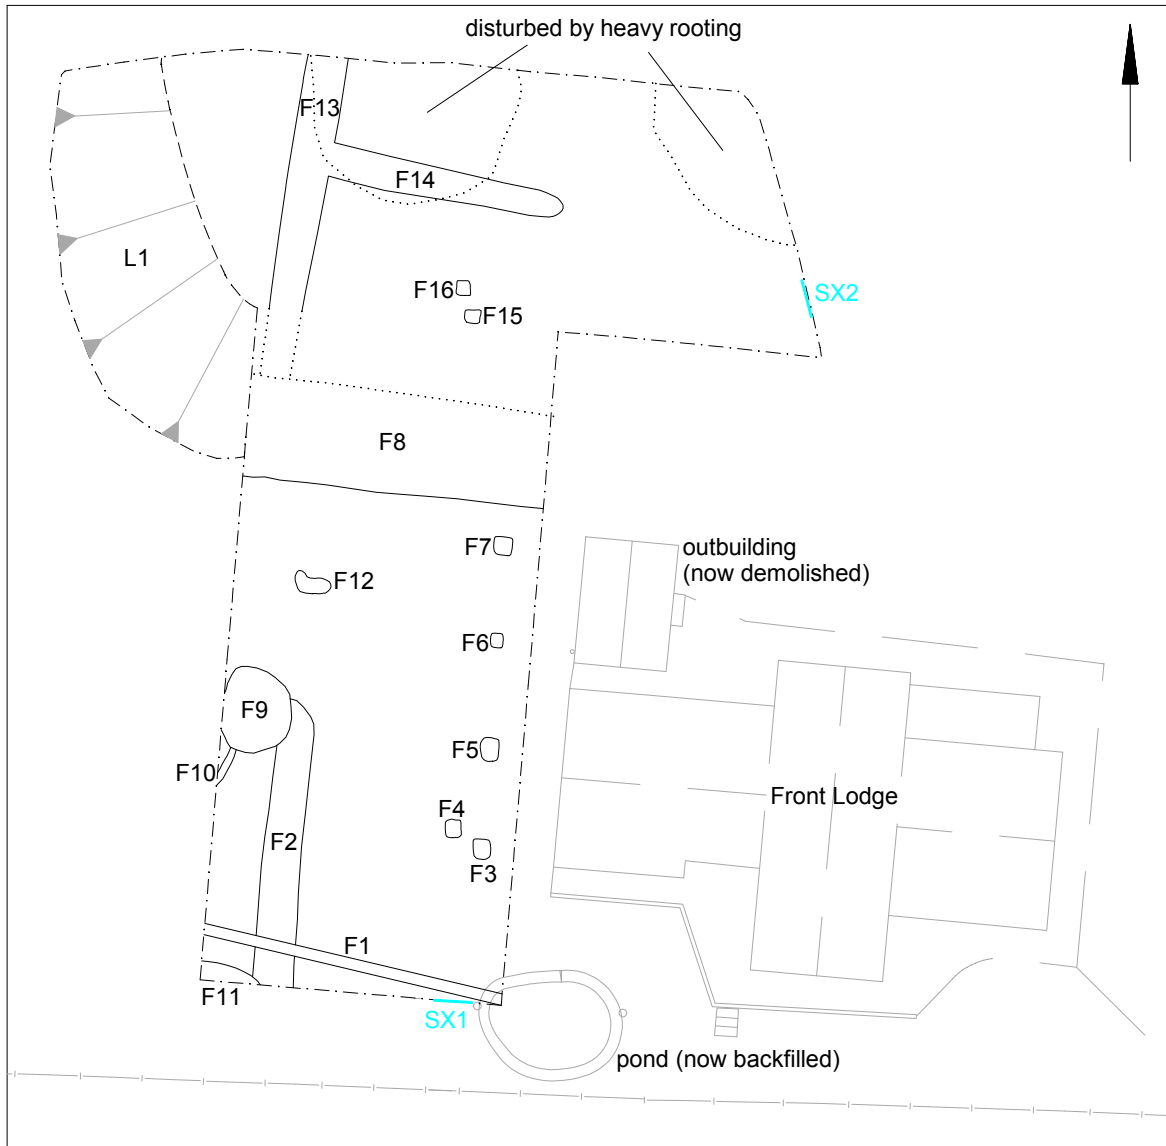 disturbed by heavy rooting
F13
F14
L1
F16
SX2
F15
F8
F7
outbuilding
(now demolished)
F12
F6
F9
F5
F10
Front Lodge
F4
F2
F3
F1
F11
SX1
pond (now backfilled)